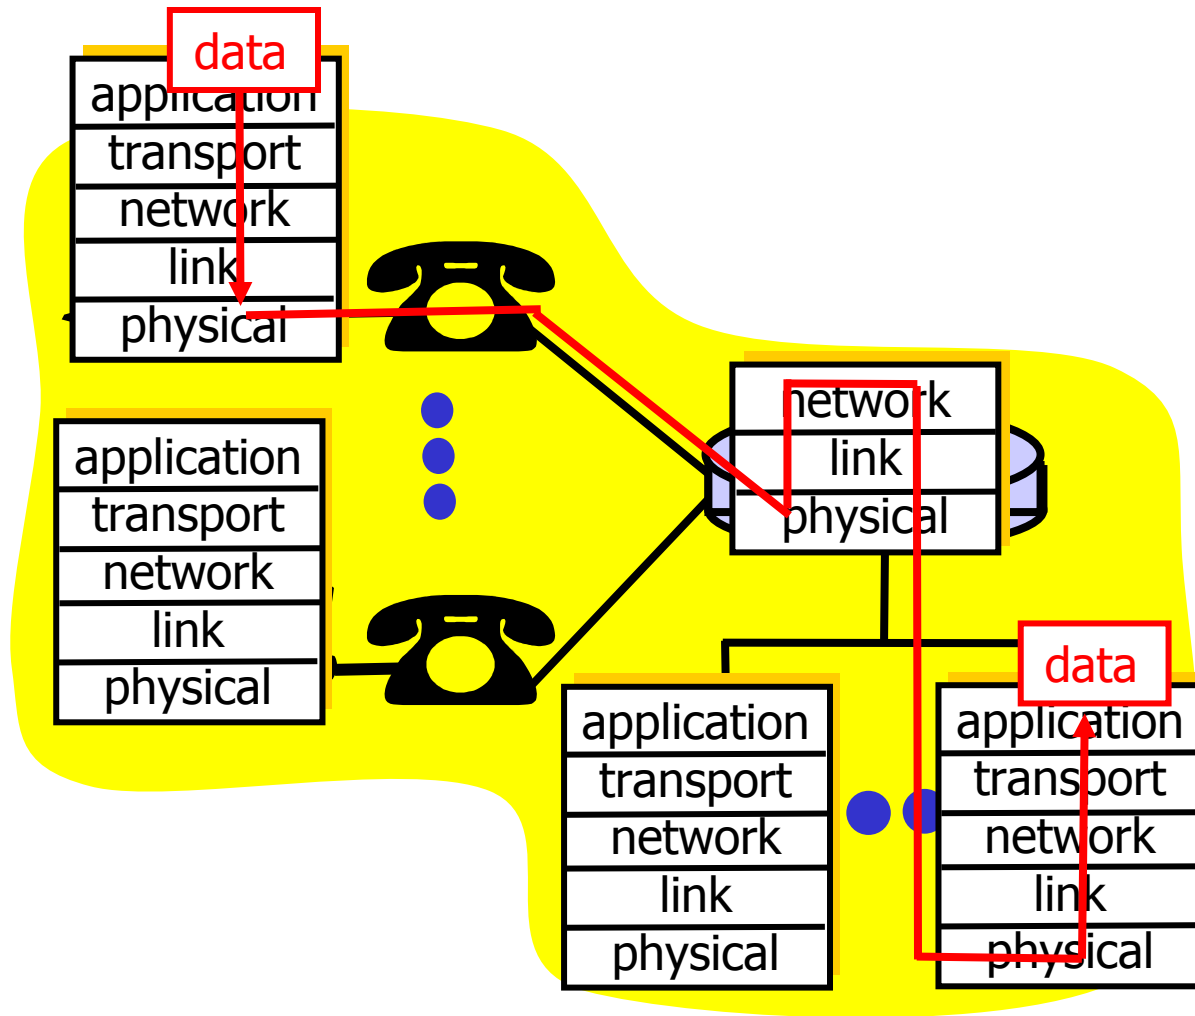 data
application
transport
network
link
physical
application
transport
network
link
physical
network
link
physical
application
transport
network
link
physical
data
application
transport
network
link
physical